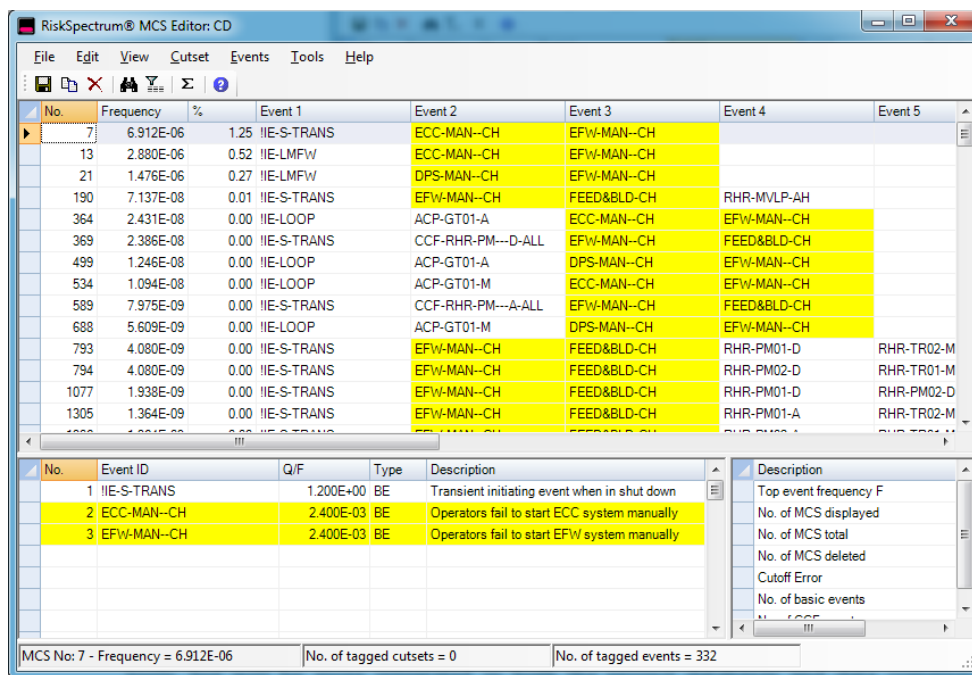 RiskSpectrum® MCS Editor: CD
File Edit View Cutset Events Tools Help
No. Frequency % Event 1 Event 2 Event 3 Event 4 Event 5
7 6.912E-06 1.25 !IE-S-TRANS ECC-MAN--CH EFW-MAN--CH
13 2.880E-06 0.52 !IE-LMFW ECC-MAN--CH EFW-MAN--CH
21 1.476E-06 0.27 !IE-LMFW DPS-MAN--CH EFW-MAN--CH
190 7.137E-08 0.01 !IE-S-TRANS EFW-MAN--CH FEED&BLD-CH RHR-MVLP-AH
364 2.431E-08 0.00 !IE-LOOP ACP-GT01-A ECC-MAN--CH EFW-MAN--CH
369 2.386E-08 0.00 !IE-S-TRANS CCF-RHR-PM---D-ALL EFW-MAN--CH FEED&BLD-CH
499 1.246E-08 0.00 !IE-LOOP ACP-GT01-A DPS-MAN--CH EFW-MAN--CH
534 1.094E-08 0.00 !IE-LOOP ACP-GT01-M ECC-MAN--CH EFW-MAN--CH
589 7.975E-09 0.00 !IE-S-TRANS CCF-RHR-PM---A-ALL EFW-MAN--CH FEED&BLD-CH
688 5.609E-09 0.00 !IE-LOOP ACP-GT01-M DPS-MAN--CH EFW-MAN--CH
793 4.080E-09 0.00 !IE-S-TRANS EFW-MAN--CH FEED&BLD-CH RHR-PM01-D RHR-TR02-M
794 4.080E-09 0.00 !IE-S-TRANS EFW-MAN--CH FEED&BLD-CH RHR-PM02-D RHR-TR01-M
1077 1.938E-09 0.00 !IE-S-TRANS EFW-MAN--CH FEED&BLD-CH RHR-PM01-D RHR-PM02-D
1305 1.364E-09 0.00 !IE-S-TRANS EFW-MAN--CH FEED&BLD-CH RHR-PM01-A RHR-TR02-M
No. Event ID Q/F Type Description
1 !IE-S-TRANS 1.200E+00 BE Transient initiating event when in shut down
2 ECC-MAN--CH 2.400E-03 BE Operators fail to start ECC system manually
3 EFW-MAN--CH 2.400E-03 BE Operators fail to start EFW system manually
Description
Top event frequency F
No. of MCS displayed
No. of MCS total
No. of MCS deleted
Cutoff Error
No. of basic events
MCS No: 7 - Frequency = 6.912E-06 No. of tagged cutsets = 0 No. of tagged events = 332